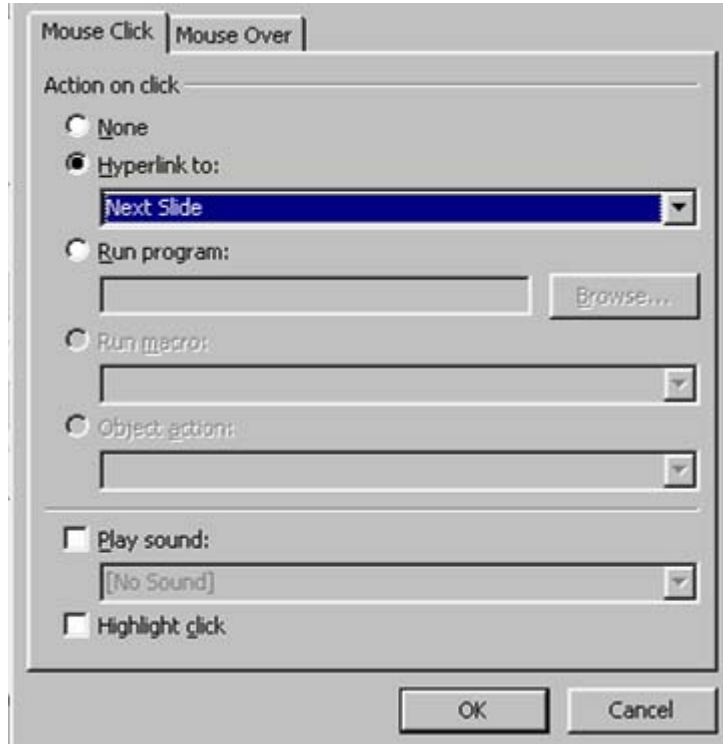 Mouse Click Mouse Over
Action on click
None
Hyperlink to:
Next Slide
Run program:
Browse...
Run macro:
Object action:
Play sound:
[No Sound]
Highlight click
OK Cancel